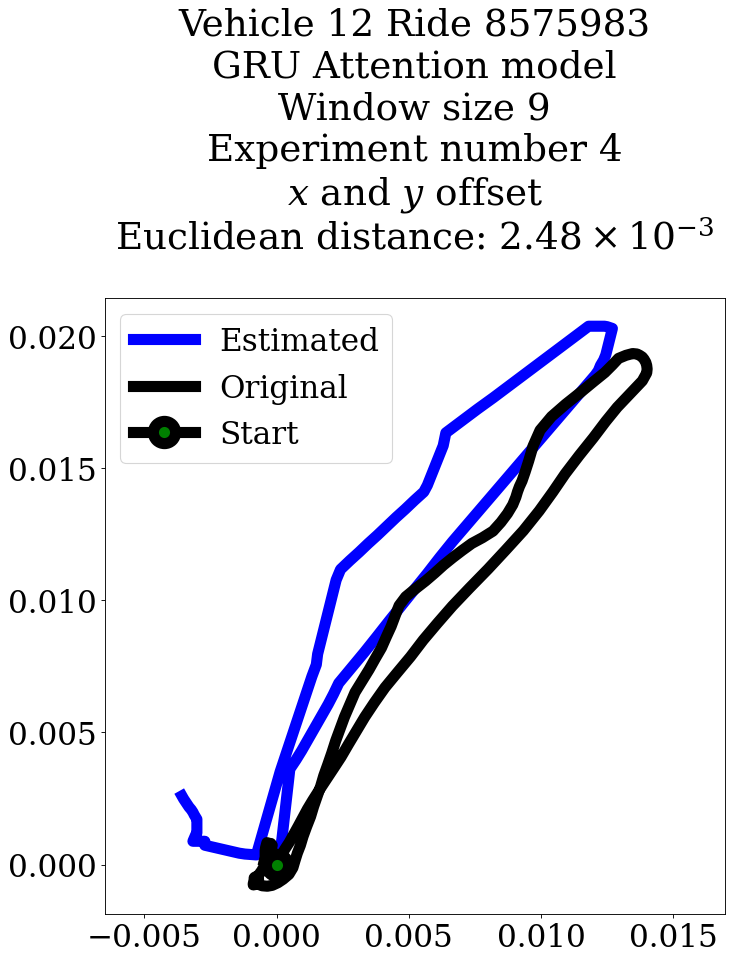 Vehicle 12 Ride 8575983
GRU Attention model
Window size 9
Experiment number 4
x and y offset
Euclidean distance: 2.48 × 10⁻³
Estimated
Original
Start
0.020
0.015
0.010
0.005
0.000
−0.005 0.000 0.005 0.010 0.015